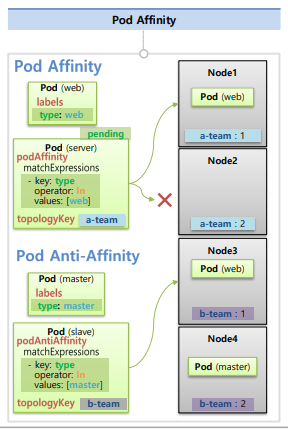 Pod Affinity
Pod Affinity
Pod (web)
labels
type: web
pending
Pod (server)
podAffinity
matchExpressions
- key: type
operator: In
values: [web]
topologyKey a-team
Pod Anti-Affinity
Pod (master)
labels
type: master
Pod (slave)
podAntiAffinity
matchExpressions
- key: type
operator: In
values: [master]
topologyKey b-team
Node1
Pod (web)
a-team : 1
Node2
a-team : 2
Node3
Pod (web)
b-team : 1
Node4
Pod (master)
b-team : 2